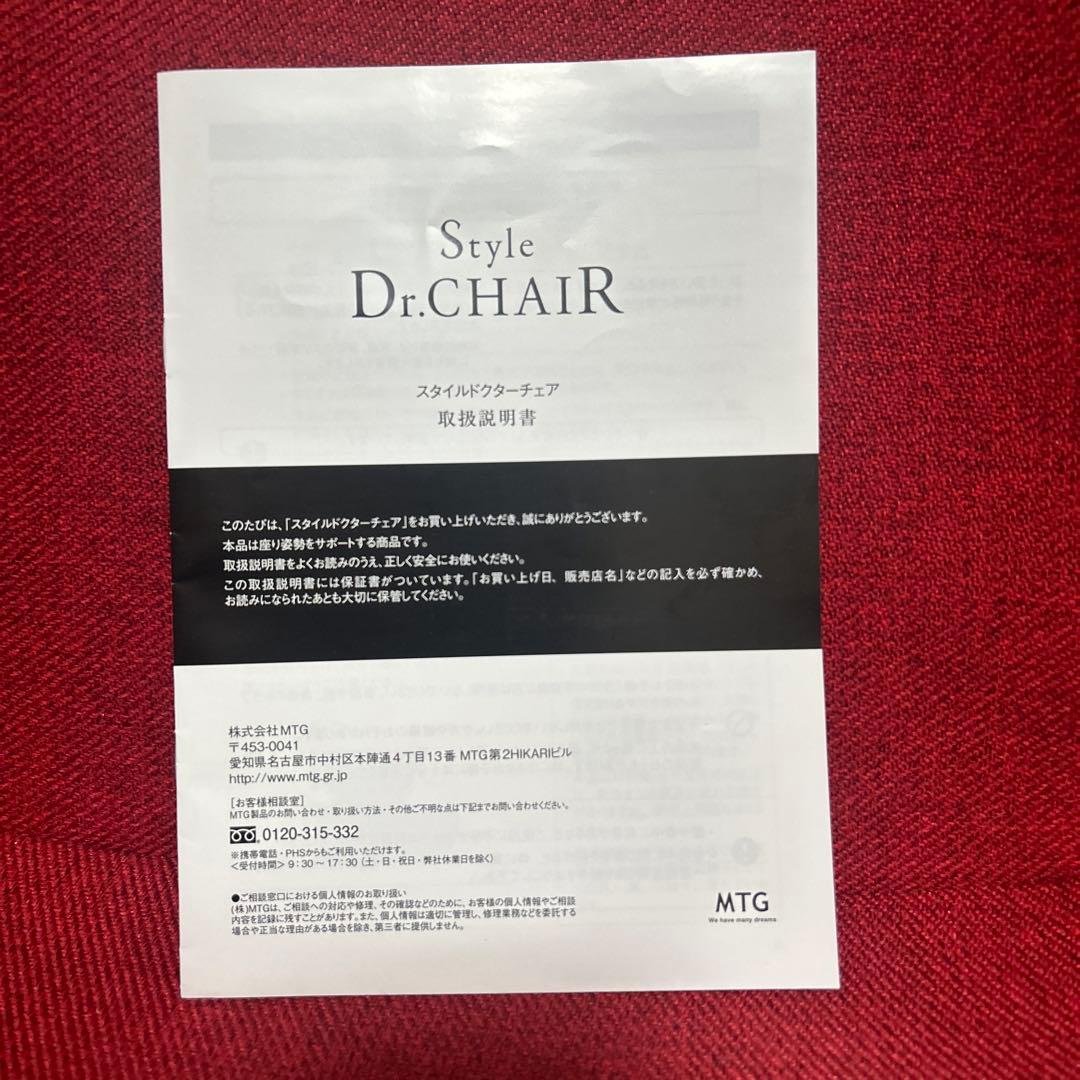 Style
Dr.CHAIR
スタイルドクターチェア
取扱説明書
このたびは、「スタイルドクターチェア」をお買い上げいただき、誠にありがとうございます。
本品は座り姿勢をサポートする商品です。
取扱説明書をよくお読みのうえ、正しく安全にお使いください。
この取扱説明書には保証書がついています。「お買い上げ日、販売店名」などの記入を必ず確かめ、
お読みになられたあとも大切に保管してください。
株式会社MTG
〒453-0041
愛知県名古屋市中村区本陣通4丁目13番 MTG第2HIKARIビル
http://www.mtg.gr.jp
[お客様相談室]
MTG製品のお問い合わせ・取り扱い方法・その他ご不明な点は下記までお問い合わせください。
0120-315-332
※携帯電話・PHSからもご利用いただけます。
<受付時間> 9:30~17:30 (土・日・祝日・弊社休業日を除く)
●ご相談窓口における個人情報のお取り扱い
(株)MTGは、ご相談への対応や修理、その確認などのために、お客様の個人情報やご相談
内容を記録に残すことがあります。また、個人情報は適切に管理し、修理業務などを委託する
場合や正当な理由がある場合を除き、第三者に提供しません。
MTG
We have many dreams